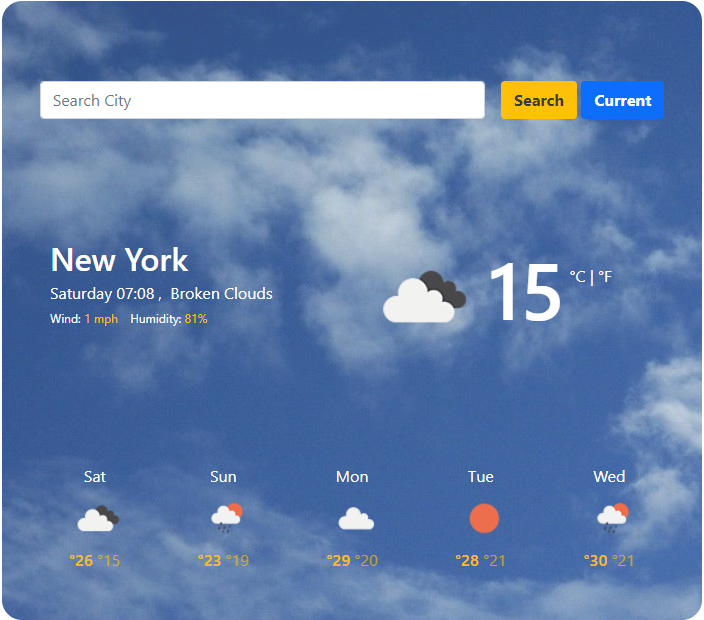 Search City Search Current
New York
Saturday 07:08 , Broken Clouds
Wind: 1 mph Humidity: 81%
15 °C | °F
Sat Sun Mon Tue Wed
°26 °15 °23 °19 °29 °20 °28 °21 °30 °21